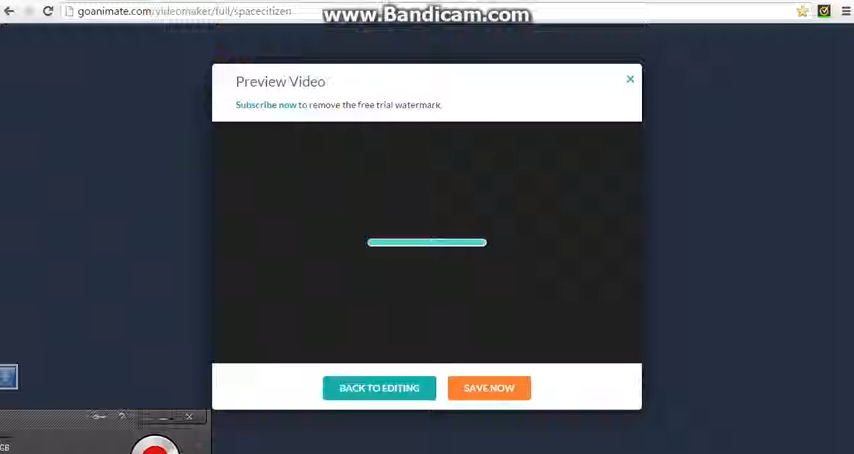 goanimate.com/videomaker/full/spacecitizen
www.Bandicam.com
Preview Video
Subscribe now to remove the free trial watermark.
BACK TO EDITING
SAVE NOW
?
GB